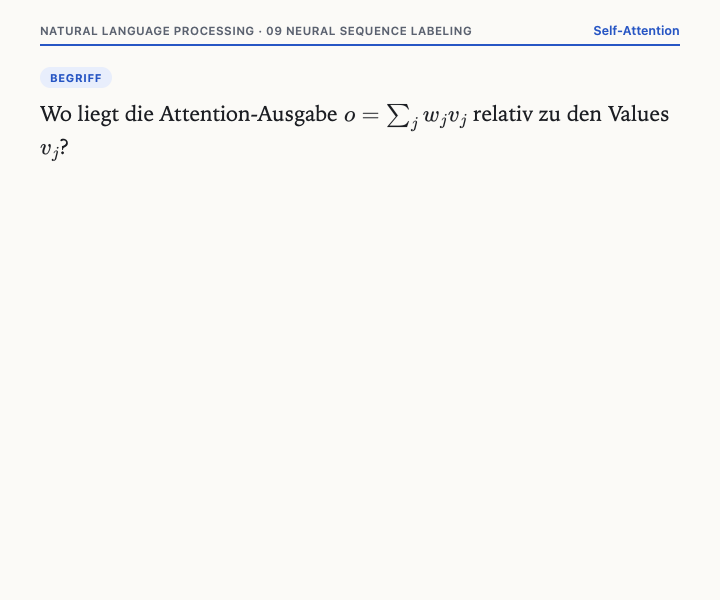 NATURAL LANGUAGE PROCESSING · 09 NEURAL SEQUENCE LABELING
Self-Attention
BEGRIFF
Wo liegt die Attention-Ausgabe $o = \sum_j w_j v_j$ relativ zu den Values
$v_j$?